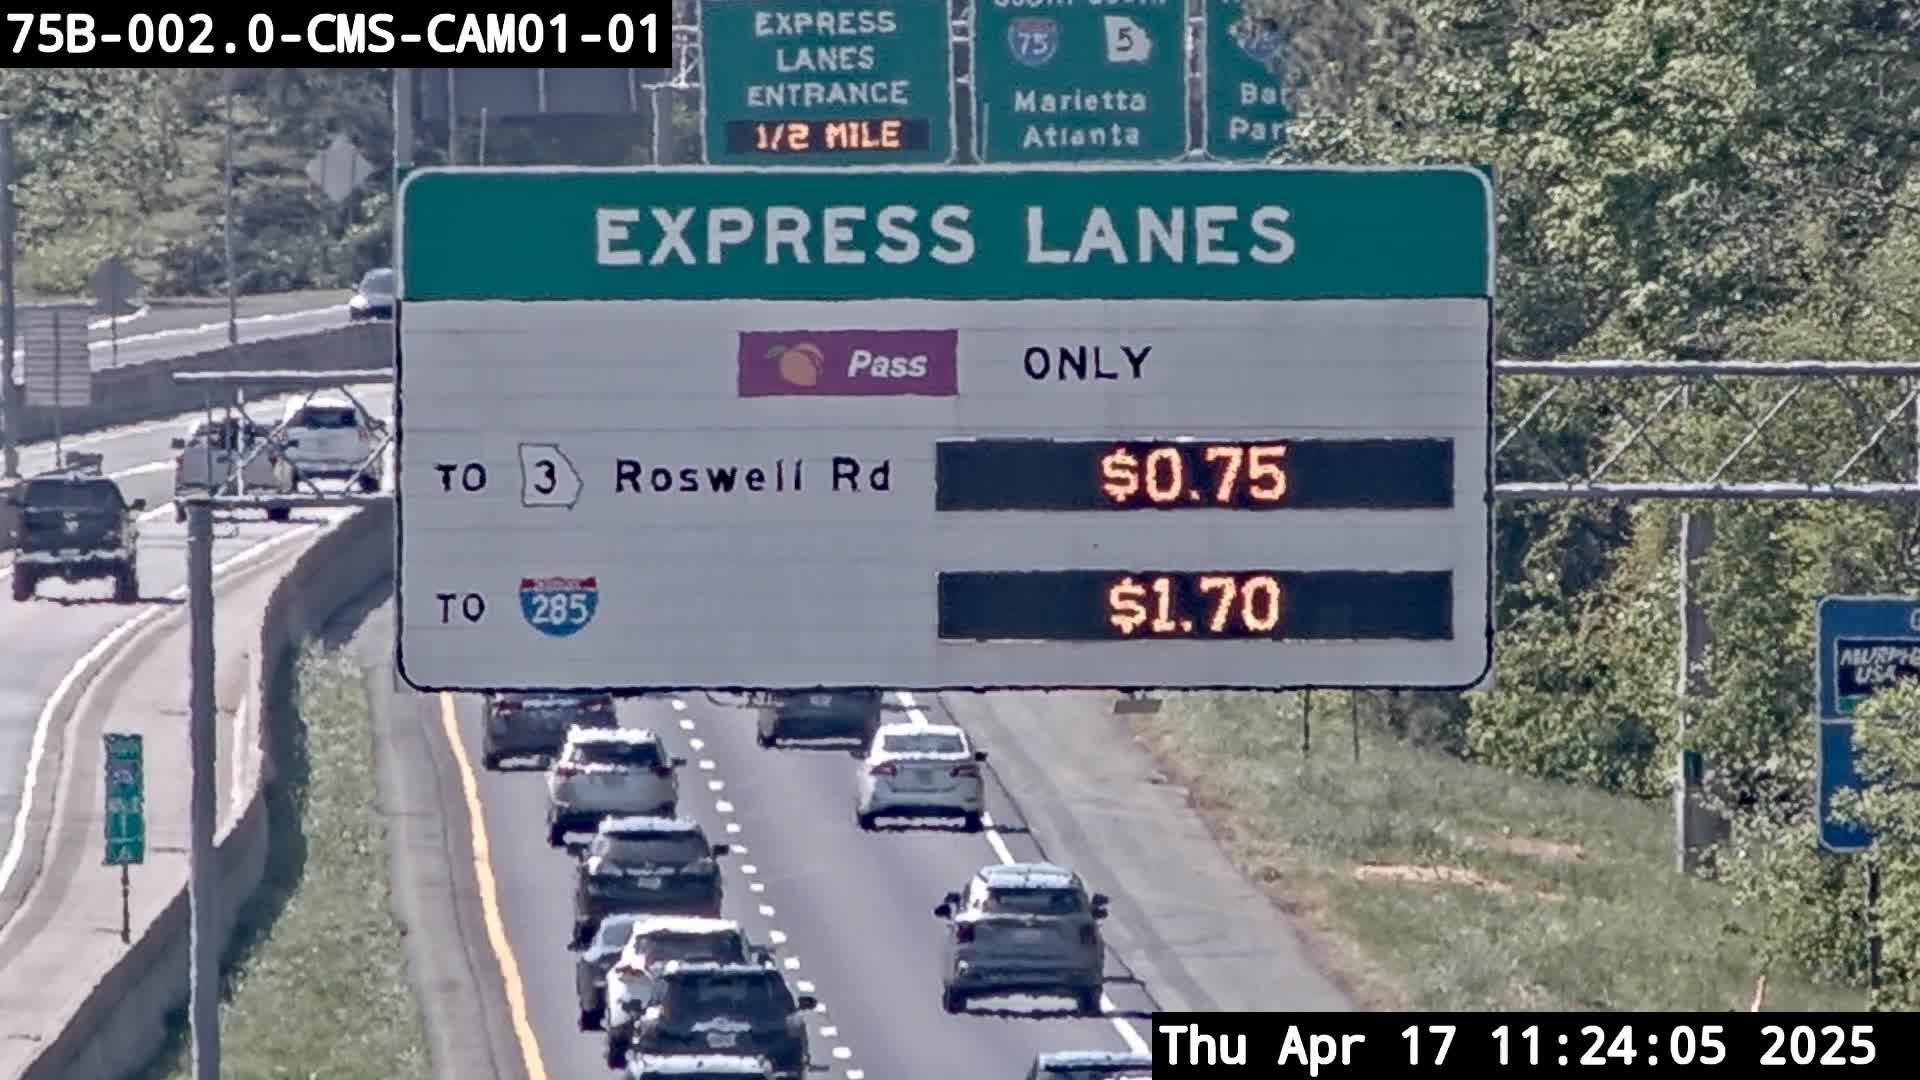 75B-002.0-CMS-CAM01-01
EXPRESS
LANES
ENTRANCE
1/2 MILE
75
5
Marietta
Atlanta
EXPRESS LANES
Pass ONLY
TO 3 Roswell Rd $0.75
TO 285 $1.70
USA
Thu Apr 17 11:24:05 2025